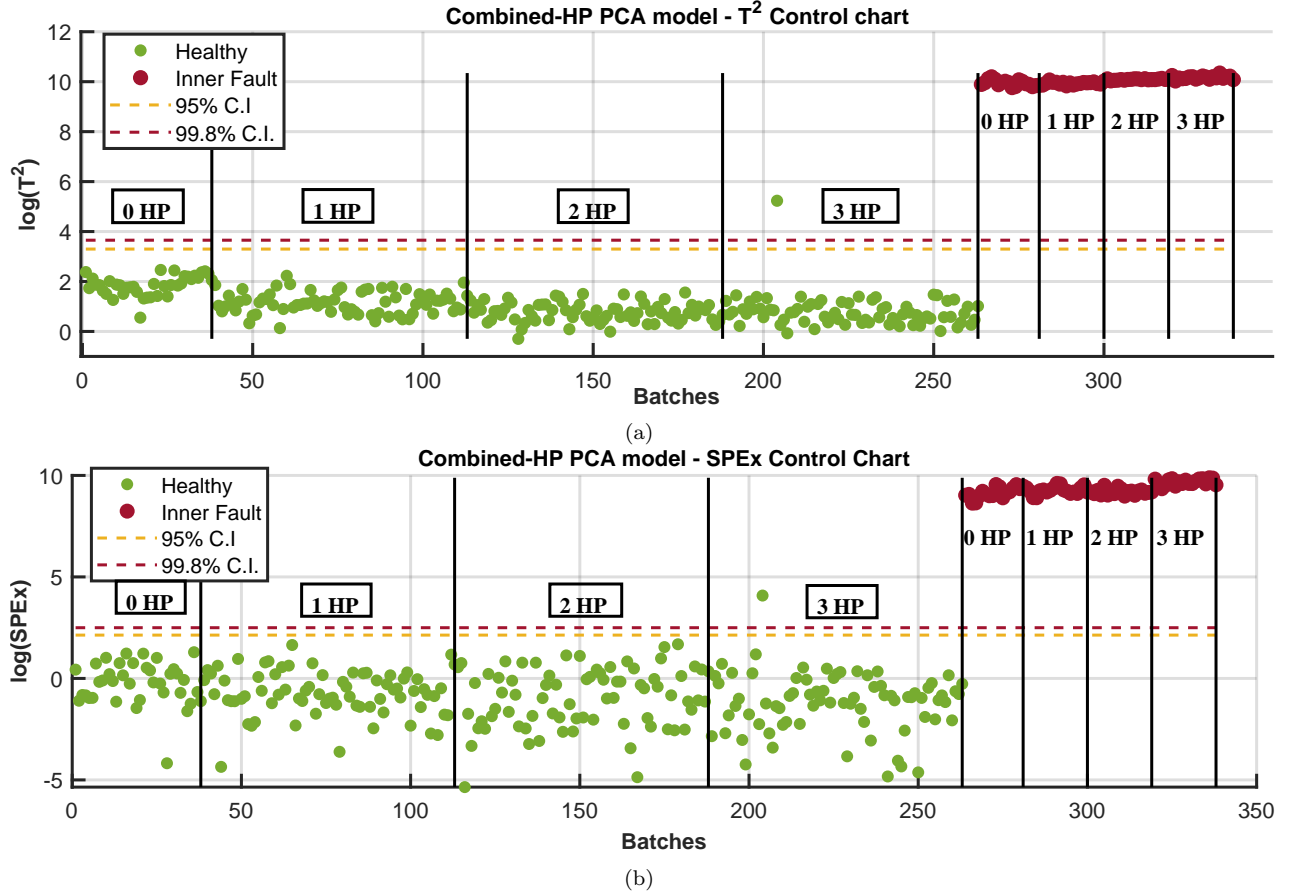 Combined-HP PCA model - T² Control chart
12
10
8
6
4
2
0
log(T²)
Healthy
Inner Fault
95% C.I
99.8% C.I.
0 HP
1 HP
2 HP
3 HP
0 HP 1 HP 2 HP 3 HP
0 50 100 150 200 250 300
Batches
(a)
Combined-HP PCA model - SPEx Control Chart
10
5
0
-5
log(SPEx)
Healthy
Inner Fault
95% C.I
99.8% C.I.
0 HP
1 HP
2 HP
3 HP
0 HP 1 HP 2 HP 3 HP
0 50 100 150 200 250 300 350
Batches
(b)